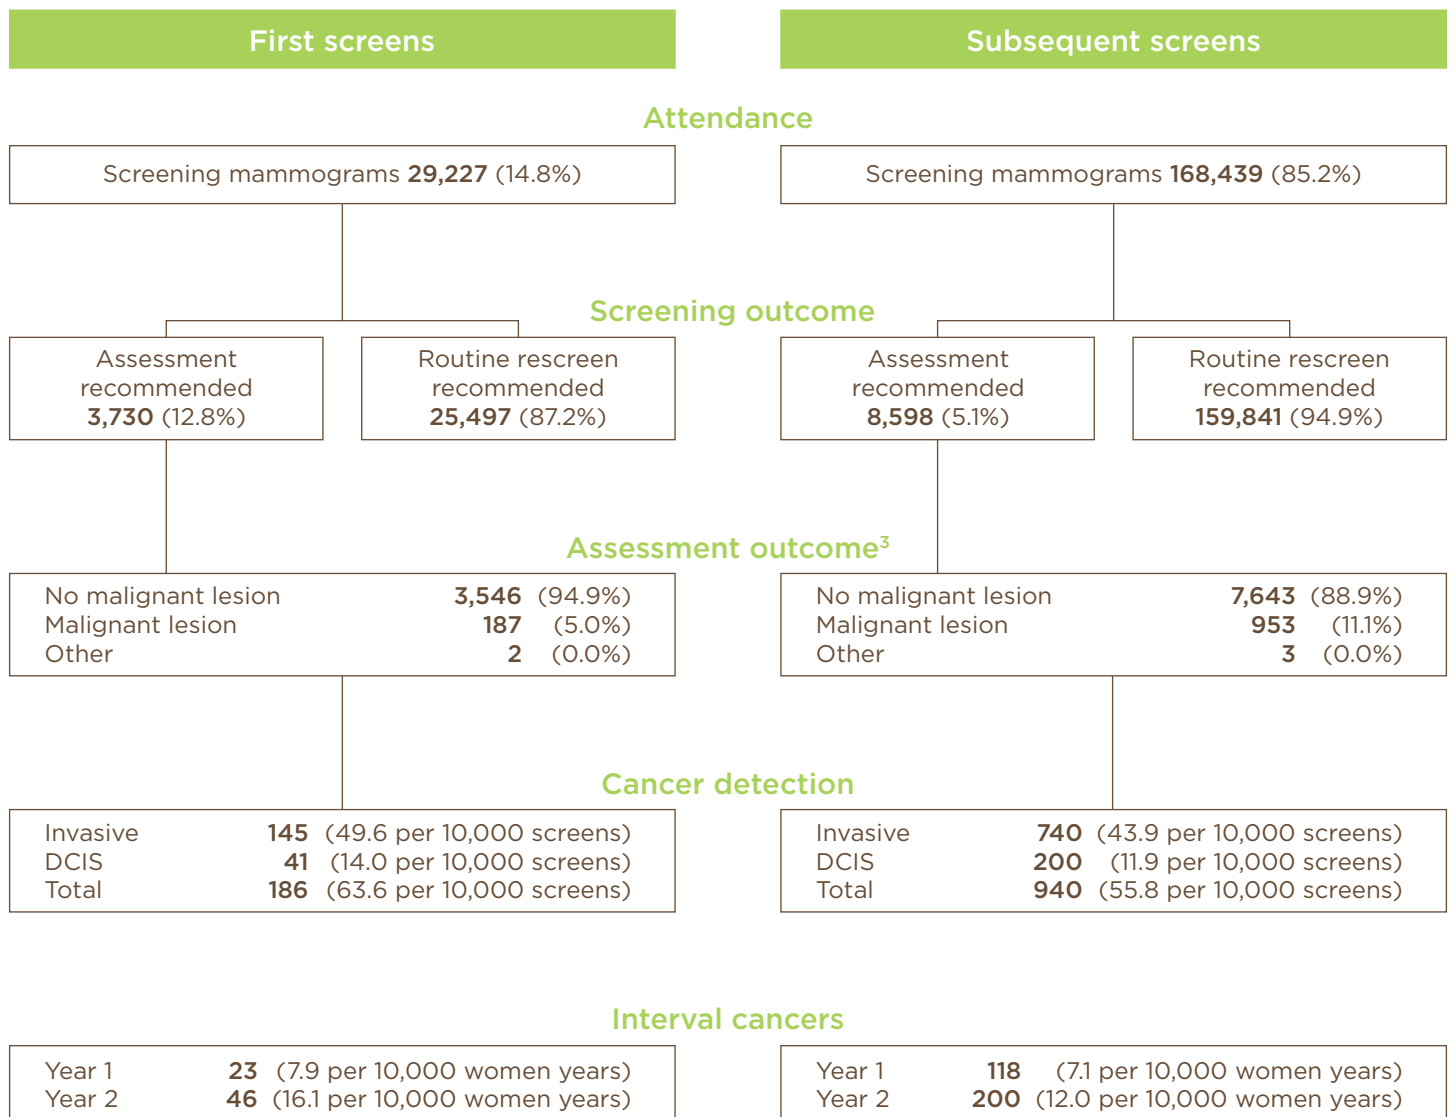 First screens
Subsequent screens
Attendance
Screening mammograms 29,227 (14.8%)
Screening mammograms 168,439 (85.2%)
Screening outcome
Assessment
recommended
3,730 (12.8%)
Routine rescreen
recommended
25,497 (87.2%)
Assessment
recommended
8,598 (5.1%)
Routine rescreen
recommended
159,841 (94.9%)
Assessment outcome³
No malignant lesion 3,546 (94.9%)
Malignant lesion 187 (5.0%)
Other 2 (0.0%)
No malignant lesion 7,643 (88.9%)
Malignant lesion 953 (11.1%)
Other 3 (0.0%)
Cancer detection
Invasive 145 (49.6 per 10,000 screens)
DCIS 41 (14.0 per 10,000 screens)
Total 186 (63.6 per 10,000 screens)
Invasive 740 (43.9 per 10,000 screens)
DCIS 200 (11.9 per 10,000 screens)
Total 940 (55.8 per 10,000 screens)
Interval cancers
Year 1 23 (7.9 per 10,000 women years)
Year 2 46 (16.1 per 10,000 women years)
Year 1 118 (7.1 per 10,000 women years)
Year 2 200 (12.0 per 10,000 women years)